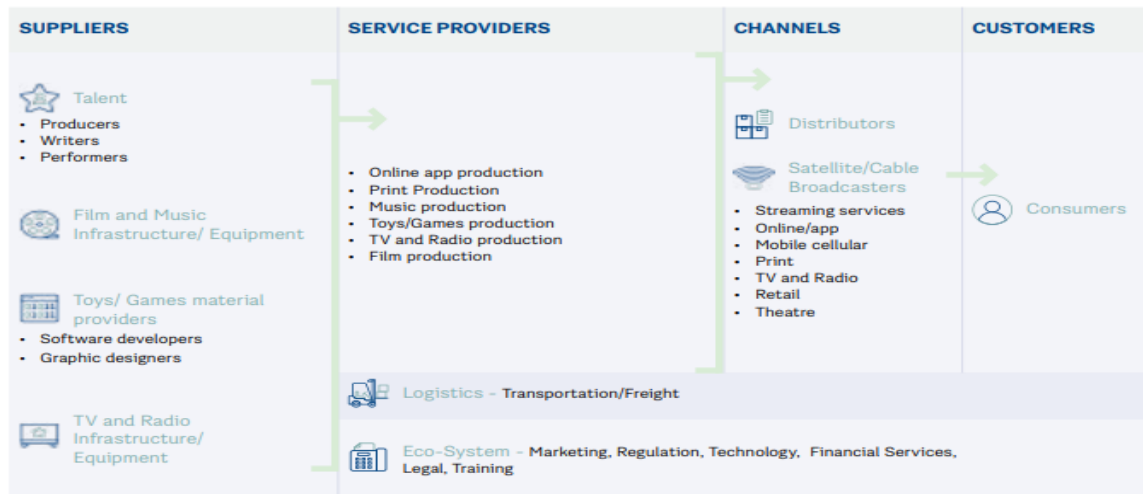 SUPPLIERS
SERVICE PROVIDERS
CHANNELS
CUSTOMERS
Talent
• Producers
• Writers
• Performers
Film and Music
Infrastructure/ Equipment
Toys/ Games material
providers
• Software developers
• Graphic designers
TV and Radio
Infrastructure/
Equipment
• Online app production
• Print Production
• Music production
• Toys/Games production
• TV and Radio production
• Film production
Distributors
Satellite/Cable
Broadcasters
• Streaming services
• Online/app
• Mobile cellular
• Print
• TV and Radio
• Retail
• Theatre
Consumers
Logistics - Transportation/Freight
Eco-System - Marketing, Regulation, Technology, Financial Services,
Legal, Training